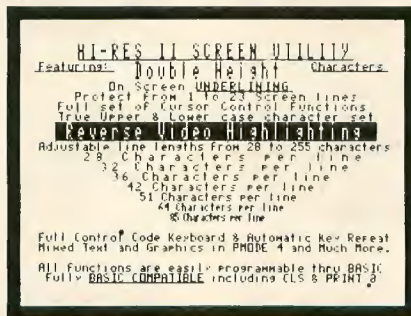 HI-RES II SCREEN UTILITY
Featuring: Double Height Characters
On Screen UNDERLINING
Protect from 1 to 23 Screen lines
Full set of Cursor Control Functions
True Upper & Lower case character set
Reverse Video Highlighting
Adjustable line lengths from 28 to 255 characters
28 Characters per line
32 Characters per line
36 Characters per line
42 Characters per line
51 Characters per line
64 Characters per line
85 Characters per line
Full Control Code Keyboard & Automatic Key Repeat
Mixed Text and Graphics in PMODE 4 and Much More.
All Functions are easily programmable thru BASIC
Fully BASIC COMPATIBLE including CLS & PRINT @